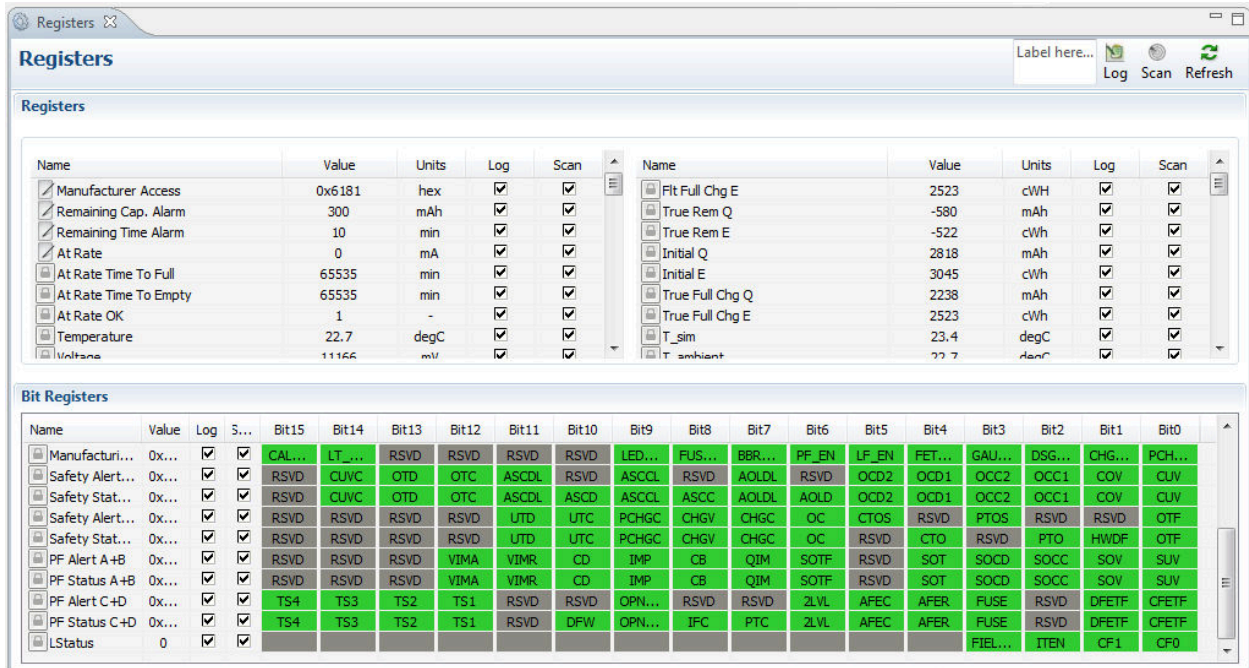 Registers
Registers
Label here...
Log Scan Refresh
Registers
Name Value Units Log Scan Name Value Units Log Scan
Manufacturer Access 0x6181 hex Flt Full Chg E 2523 cWH
Remaining Cap. Alarm 300 mAh True Rem Q -580 mAh
Remaining Time Alarm 10 min True Rem E -522 cWh
At Rate 0 mA Initial Q 2818 mAh
At Rate Time To Full 65535 min Initial E 3045 cWh
At Rate Time To Empty 65535 min True Full Chg Q 2238 mAh
At Rate OK 1 - True Full Chg E 2523 cWh
Temperature 22.7 degC T_sim 23.4 degC
Voltage 11166 mV T_ambient 22.7 degC
Bit Registers
Name Value Log S... Bit15 Bit14 Bit13 Bit12 Bit11 Bit10 Bit9 Bit8 Bit7 Bit6 Bit5 Bit4 Bit3 Bit2 Bit1 Bit0
Manufacturi... 0x... CAL... LT_... RSVD RSVD RSVD RSVD LED... FUS... BBR... PF_EN LF_EN FET... GAU... DSG... CHG... PCH...
Safety Alert... 0x... RSVD CUVC OTD OTC ASCDL RSVD ASCCL RSVD AOLDL RSVD OCD2 OCD1 OCC2 OCC1 COV CUV
Safety Stat... 0x... RSVD CUVC OTD OTC ASCDL ASCD ASCCL ASCC AOLDL AOLD OCD2 OCD1 OCC2 OCC1 COV CUV
Safety Alert... 0x... RSVD RSVD RSVD RSVD UTD UTC PCHGC CHGV CHGC OC CTOS RSVD PTOS RSVD RSVD OTF
Safety Stat... 0x... RSVD RSVD RSVD RSVD UTD UTC PCHGC CHGV CHGC OC RSVD CTO RSVD PTO HWDF OTF
PF Alert A+B 0x... RSVD RSVD RSVD VIMA VIMR CD IMP CB QIM SOTF RSVD SOT SOCD SOCC SOV SUV
PF Status A+B 0x... RSVD RSVD RSVD VIMA VIMR CD IMP CB QIM SOTF RSVD SOT SOCD SOCC SOV SUV
PF Alert C+D 0x... TS4 TS3 TS2 TS1 RSVD RSVD OPN... RSVD RSVD 2LVL AFEC AFER FUSE RSVD DFETF CFETF
PF Status C+D 0x... TS4 TS3 TS2 TS1 RSVD DFW OPN... IFC PTC 2LVL AFEC AFER FUSE RSVD DFETF CFETF
LStatus 0 FIEL... ITEN CF1 CF0